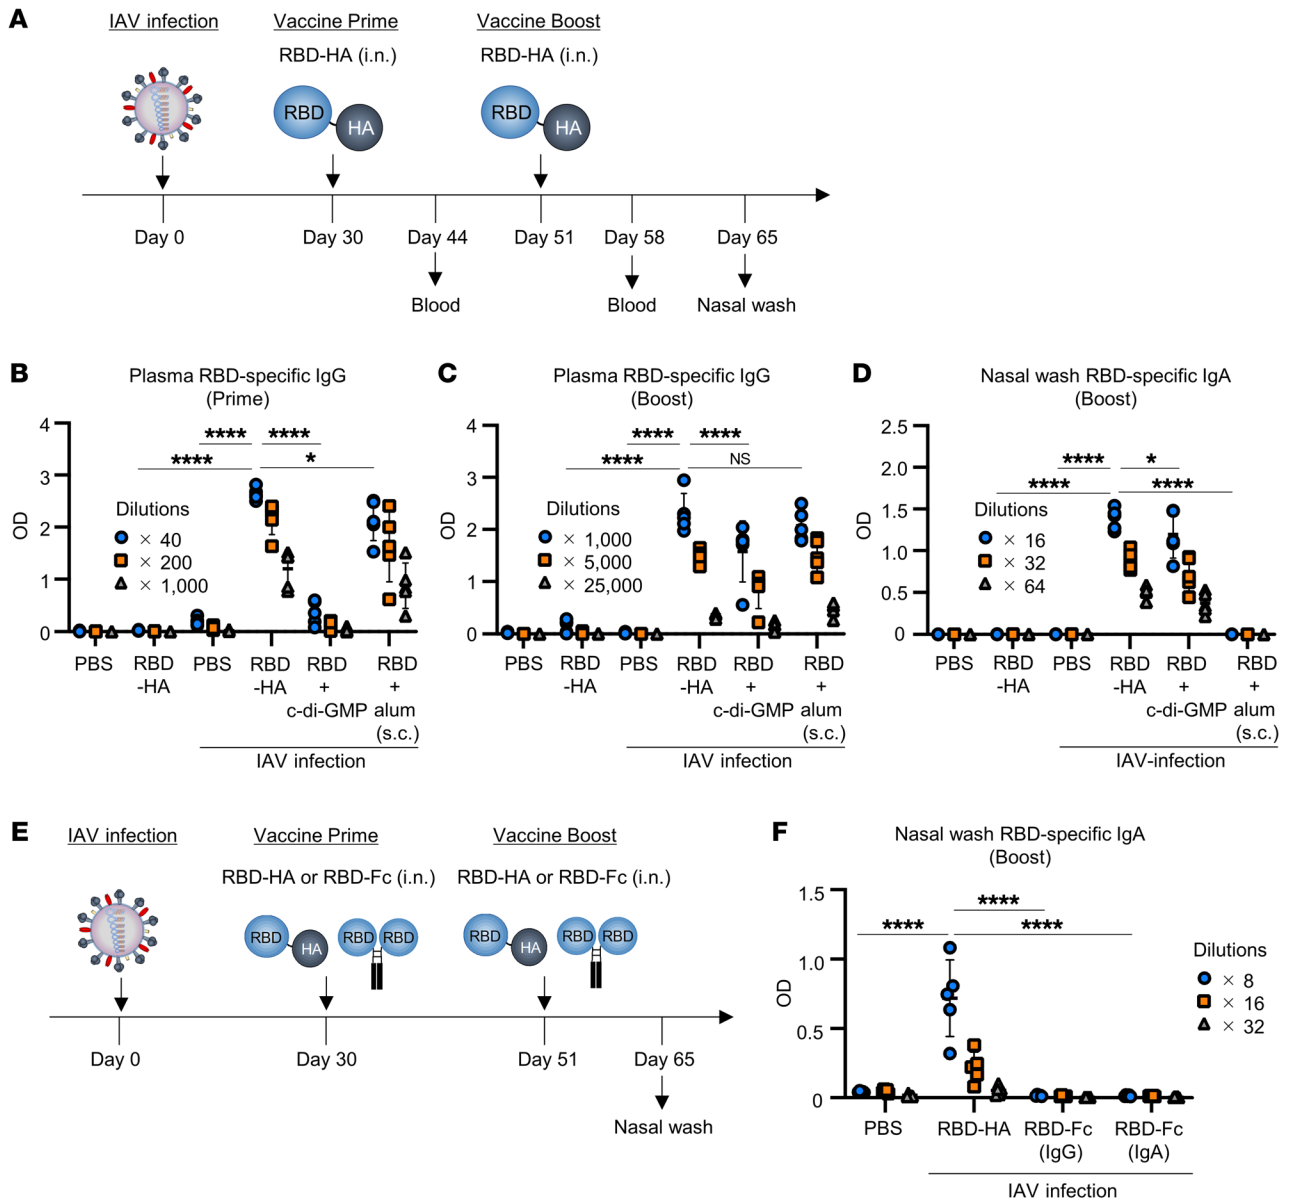 A
IAV infection
Vaccine Prime
Vaccine Boost
RBD-HA (i.n.)
RBD-HA (i.n.)
RBD
HA
RBD
HA
Day 0
Day 30
Day 44
Day 51
Day 58
Day 65
Blood
Blood
Nasal wash
B
Plasma RBD-specific IgG
(Prime)
4
3
2
1
0
OD
****
****
****
*
Dilutions
× 40
× 200
× 1,000
PBS
RBD
-HA
PBS
RBD
-HA
RBD
+
c-di-GMP
RBD
+
alum
(s.c.)
IAV infection
C
Plasma RBD-specific IgG
(Boost)
4
3
2
1
0
OD
****
****
****
NS
Dilutions
× 1,000
× 5,000
× 25,000
PBS
RBD
-HA
PBS
RBD
-HA
RBD
+
c-di-GMP
RBD
+
alum
(s.c.)
IAV infection
D
Nasal wash RBD-specific IgA
(Boost)
2.5
2.0
1.5
1.0
0.5
0
OD
****
*
****
****
Dilutions
× 16
× 32
× 64
PBS
RBD
-HA
PBS
RBD
-HA
RBD
+
c-di-GMP
RBD
+
alum
(s.c.)
IAV-infection
E
IAV infection
Vaccine Prime
Vaccine Boost
RBD-HA or RBD-Fc (i.n.)
RBD-HA or RBD-Fc (i.n.)
RBD
HA
RBD
RBD
RBD
HA
RBD
RBD
Day 0
Day 30
Day 51
Day 65
Nasal wash
F
Nasal wash RBD-specific IgA
(Boost)
1.5
1.0
0.5
0
OD
****
****
****
Dilutions
× 8
× 16
× 32
PBS
RBD-HA
RBD-Fc
(IgG)
RBD-Fc
(IgA)
IAV infection